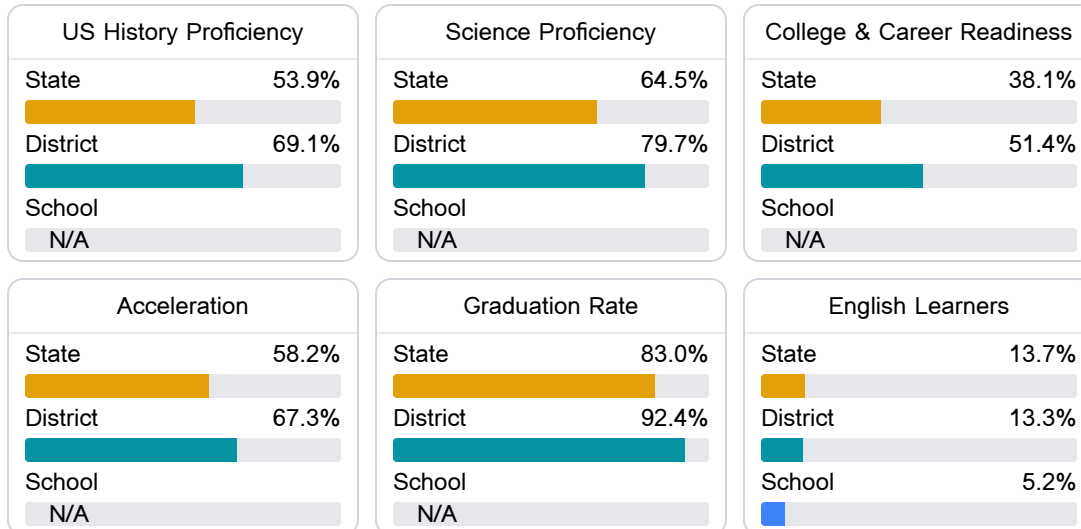 US History Proficiency
State 53.9%
District 69.1%
School
N/A
Science Proficiency
State 64.5%
District 79.7%
School
N/A
College & Career Readiness
State 38.1%
District 51.4%
School
N/A
Acceleration
State 58.2%
District 67.3%
School
N/A
Graduation Rate
State 83.0%
District 92.4%
School
N/A
English Learners
State 13.7%
District 13.3%
School 5.2%